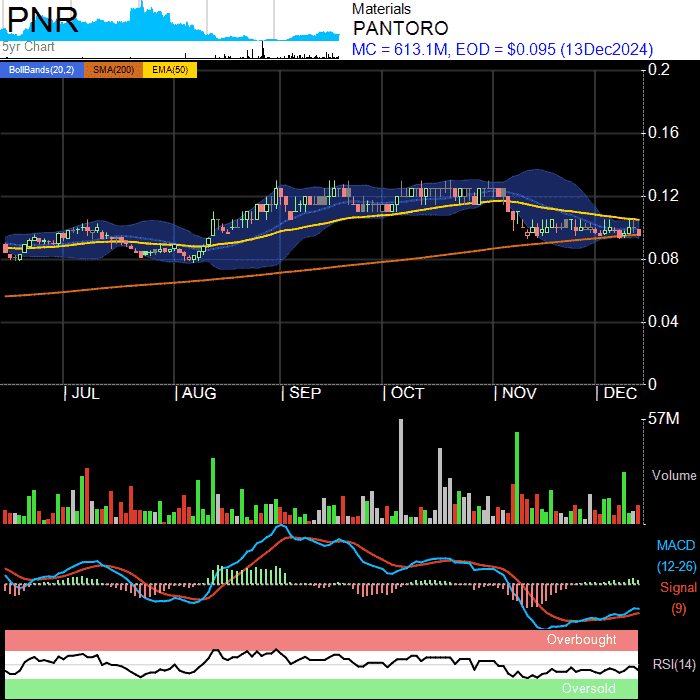 PNR
5yr Chart
Materials
PANTORO
MC = 613.1M, EOD = $0.095 (13Dec2024)
BollBands(20,2) SMA(200) EMA(50)
0.2
0.16
0.12
0.08
0.04
0
JUL AUG SEP OCT NOV DEC
57M
Volume
MACD
(12-26)
Signal
(9)
Overbought
RSI(14)
Oversold